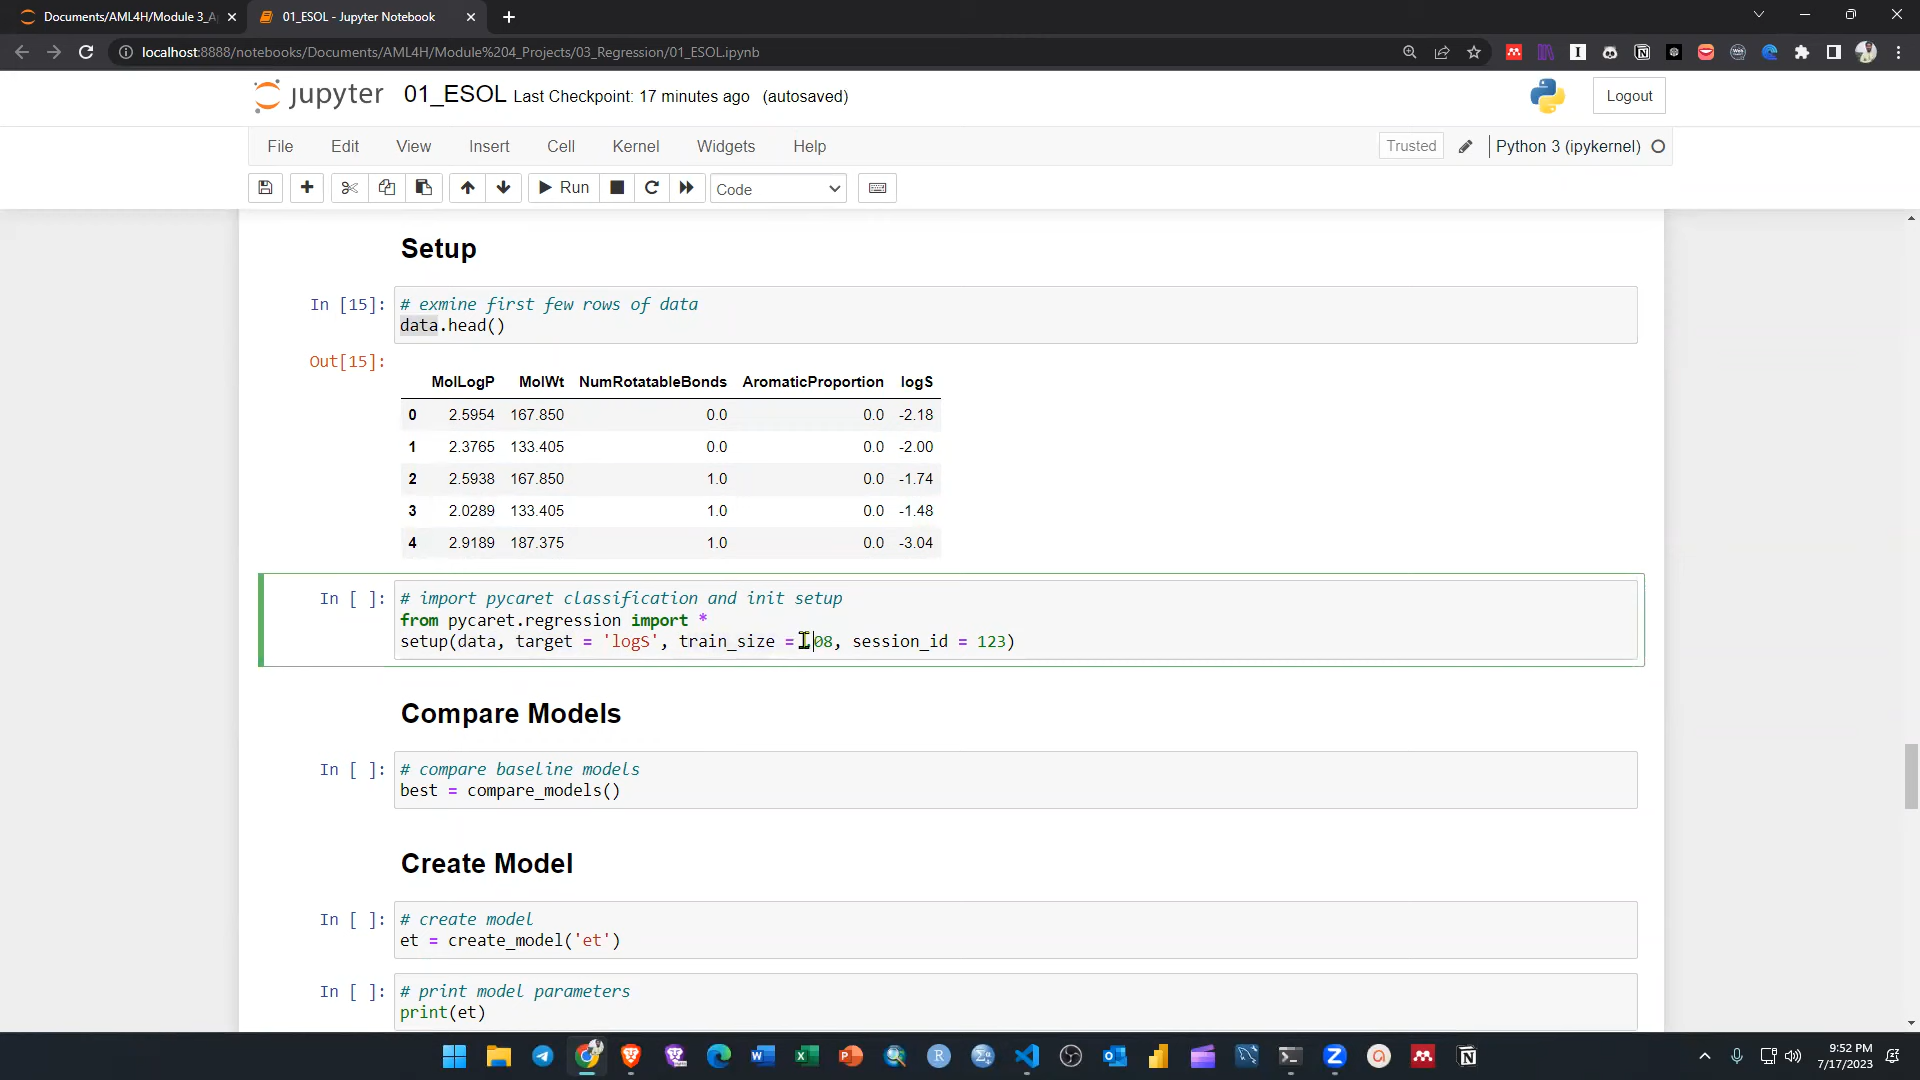 Documents/AML4H/Module 3_A
01_ESOL - Jupyter Notebook
localhost:8888/notebooks/Documents/AML4H/Module%204_Projects/03_Regression/01_ESOL.ipynb
jupyter 01_ESOL Last Checkpoint: 17 minutes ago (autosaved)
Logout
File Edit View Insert Cell Kernel Widgets Help
Trusted Python 3 (ipykernel)
Run Code
Setup
In [15]: # exmine first few rows of data
data.head()
Out[15]:
MolLogP MolWt NumRotatableBonds AromaticProportion logS
0 2.5954 167.850 0.0 0.0 -2.18
1 2.3765 133.405 0.0 0.0 -2.00
2 2.5938 167.850 1.0 0.0 -1.74
3 2.0289 133.405 1.0 0.0 -1.48
4 2.9189 187.375 1.0 0.0 -3.04
In [ ]: # import pycaret classification and init setup
from pycaret.regression import *
setup(data, target = 'logS', train_size = 08, session_id = 123)
Compare Models
In [ ]: # compare baseline models
best = compare_models()
Create Model
In [ ]: # create model
et = create_model('et')
In [ ]: # print model parameters
print(et)
9:52 PM
7/17/2023